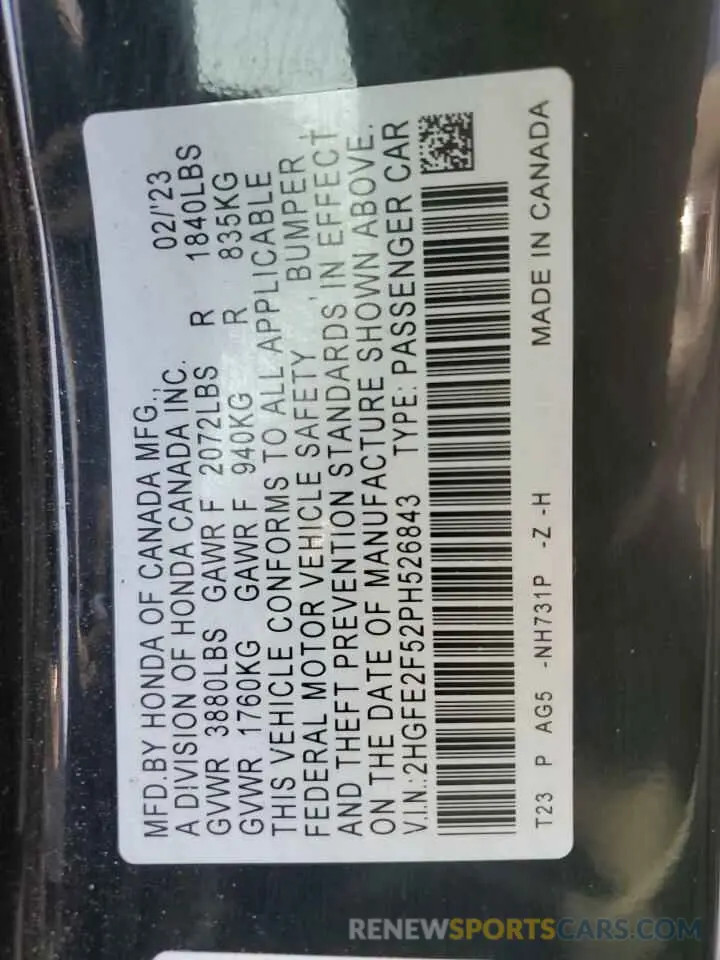 MFD.BY HONDA OF CANADA MFG., 02/'23
A DIVISION OF HONDA CANADA INC.
GVWR 3880LBS GAWR F 2072LBS R 1840LBS
GVWR 1760KG GAWR F 940KG R 835KG
THIS VEHICLE CONFORMS TO ALL APPLICABLE
FEDERAL MOTOR VEHICLE SAFETY , BUMPER ,
AND THEFT PREVENTION STANDARDS IN EFFECT
ON THE DATE OF MANUFACTURE SHOWN ABOVE.
V.I.N.:2HGFE2F52PH526843 TYPE: PASSENGER CAR
T23 P AG5 -NH731P -Z -H MADE IN CANADA
RENEWSPORTSCARS.COM